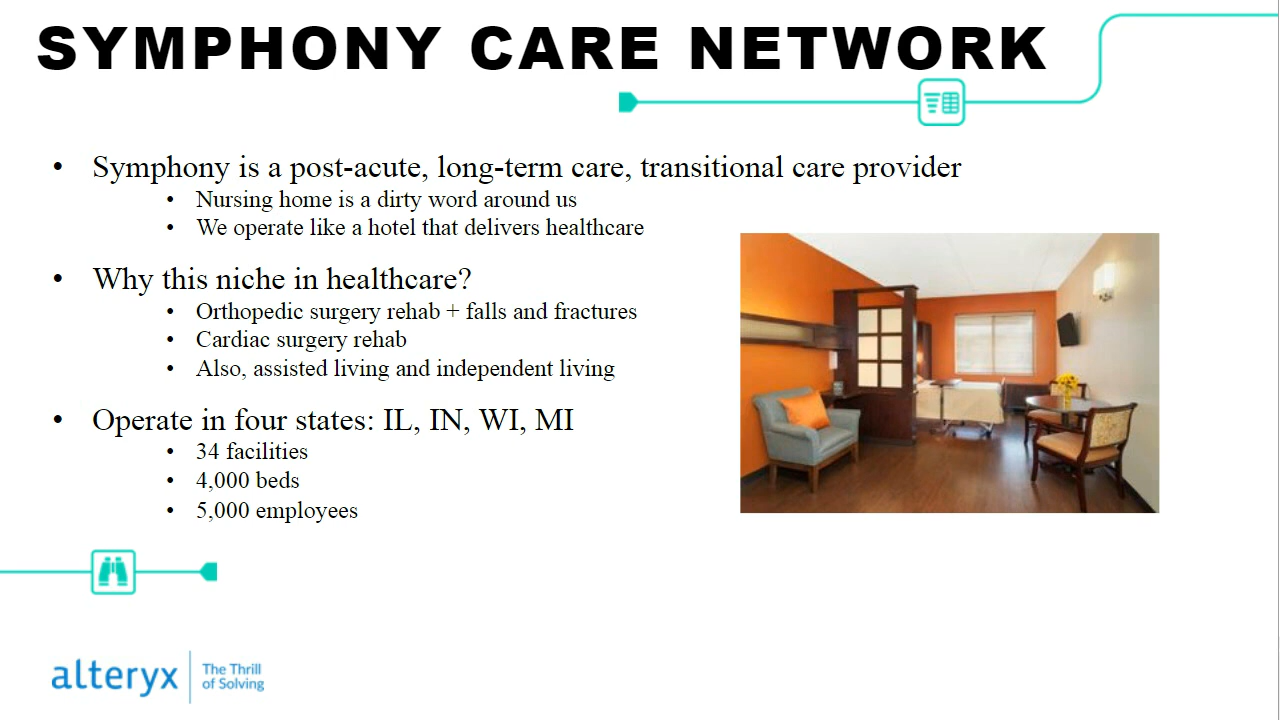 SYMPHONY CARE NETWORK
• Symphony is a post-acute, long-term care, transitional care provider
• Nursing home is a dirty word around us
• We operate like a hotel that delivers healthcare
• Why this niche in healthcare?
• Orthopedic surgery rehab + falls and fractures
• Cardiac surgery rehab
• Also, assisted living and independent living
• Operate in four states: IL, IN, WI, MI
• 34 facilities
• 4,000 beds
• 5,000 employees
alteryx
The Thrill
of Solving